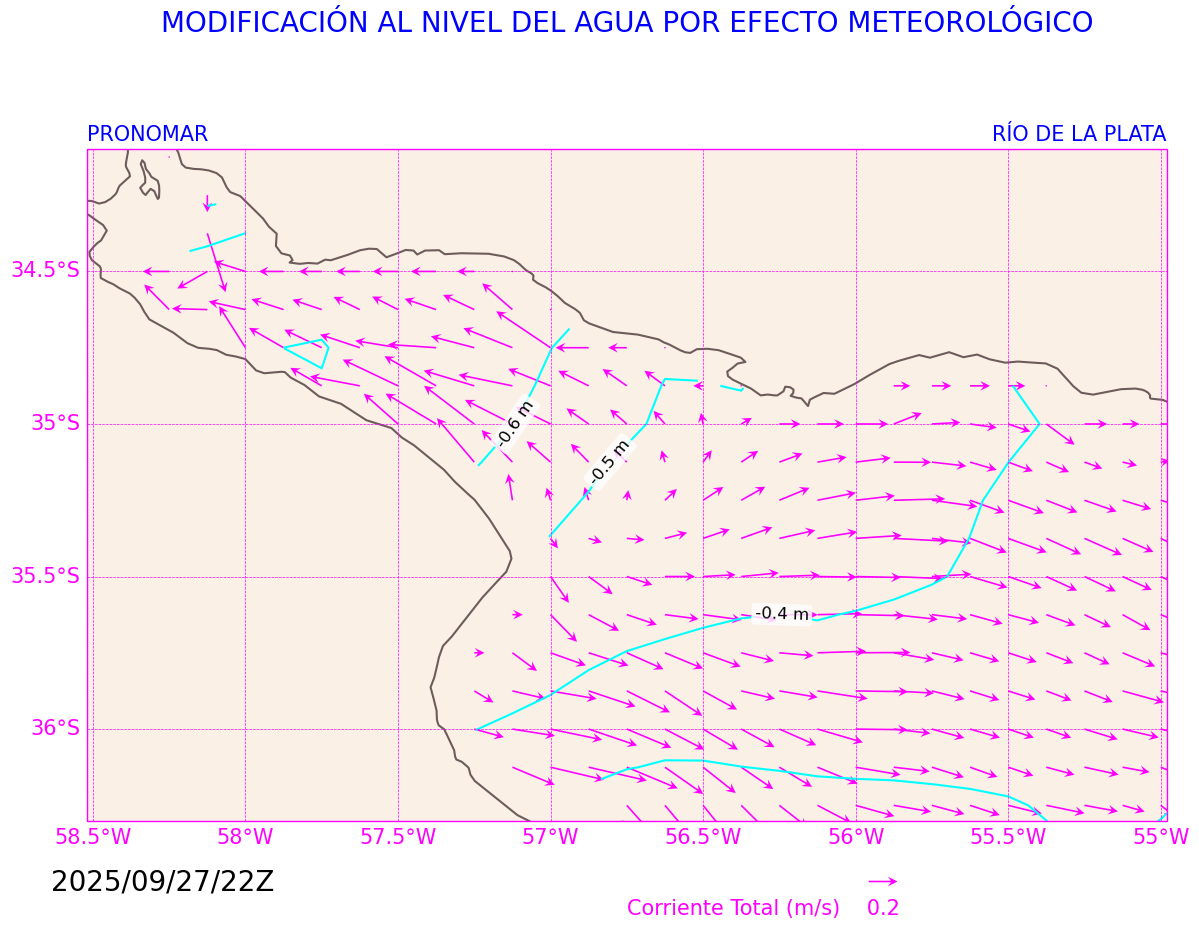 MODIFICACIÓN AL NIVEL DEL AGUA POR EFECTO METEOROLÓGICO
PRONOMAR
RÍO DE LA PLATA
34.5°S
35°S
35.5°S
36°S
-0.6 m
-0.5 m
-0.4 m
58.5°W
58°W
57.5°W
57°W
56.5°W
56°W
55.5°W
55°W
2025/09/27/22Z
Corriente Total (m/s)
0.2